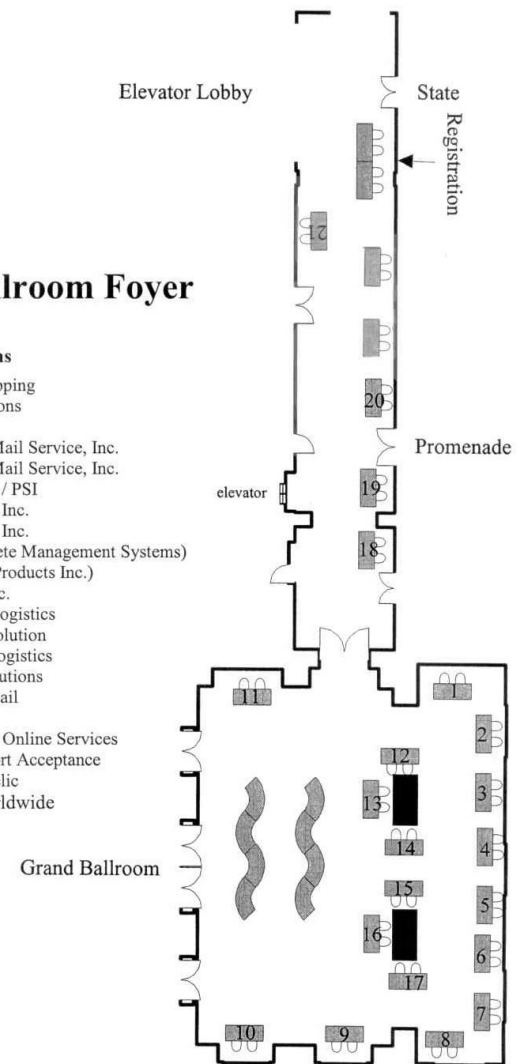 Elevator Lobby
State
Registration
21
lroom Foyer
ns
pping
ons
20
Mail Service, Inc.
Mail Service, Inc.
Promenade
/ PSI
elevator
19
Inc.
Inc.
ete Management Systems)
18
Products Inc.)
c.
ogistics
olution
ogistics
utions
ail
11
1
Online Services
2
rt Acceptance
12
elic
rldwide
13
3
14
4
Grand Ballroom
15
5
16
6
17
7
10
9
8